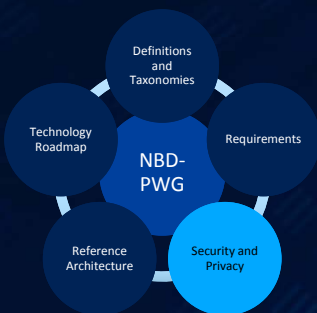 Definitions
and
Taxonomies
Technology
Roadmap
Requirements
NBD-
PWG
Reference
Architecture
Security and
Privacy